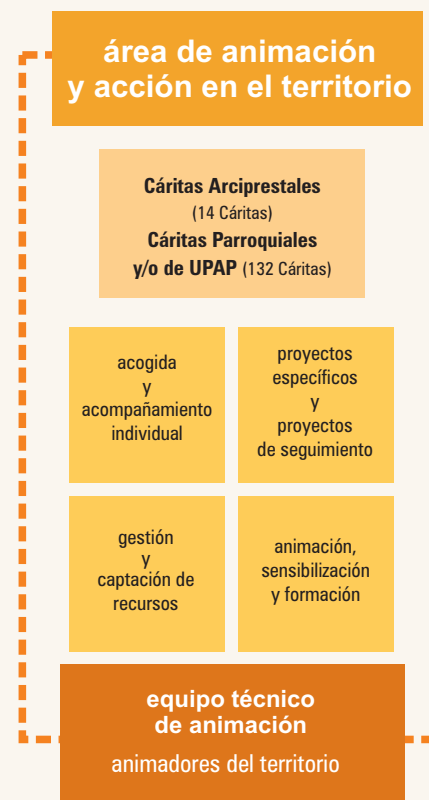 área de animación
y acción en el territorio
Cáritas Arciprestales
(14 Cáritas)
Cáritas Parroquiales
y/o de UPAP (132 Cáritas)
acogida
y
acompañamiento
individual
proyectos
específicos
y
proyectos
de seguimiento
gestión
y
captación de
recursos
animación,
sensibilización
y formación
equipo técnico
de animación
animadores del territorio